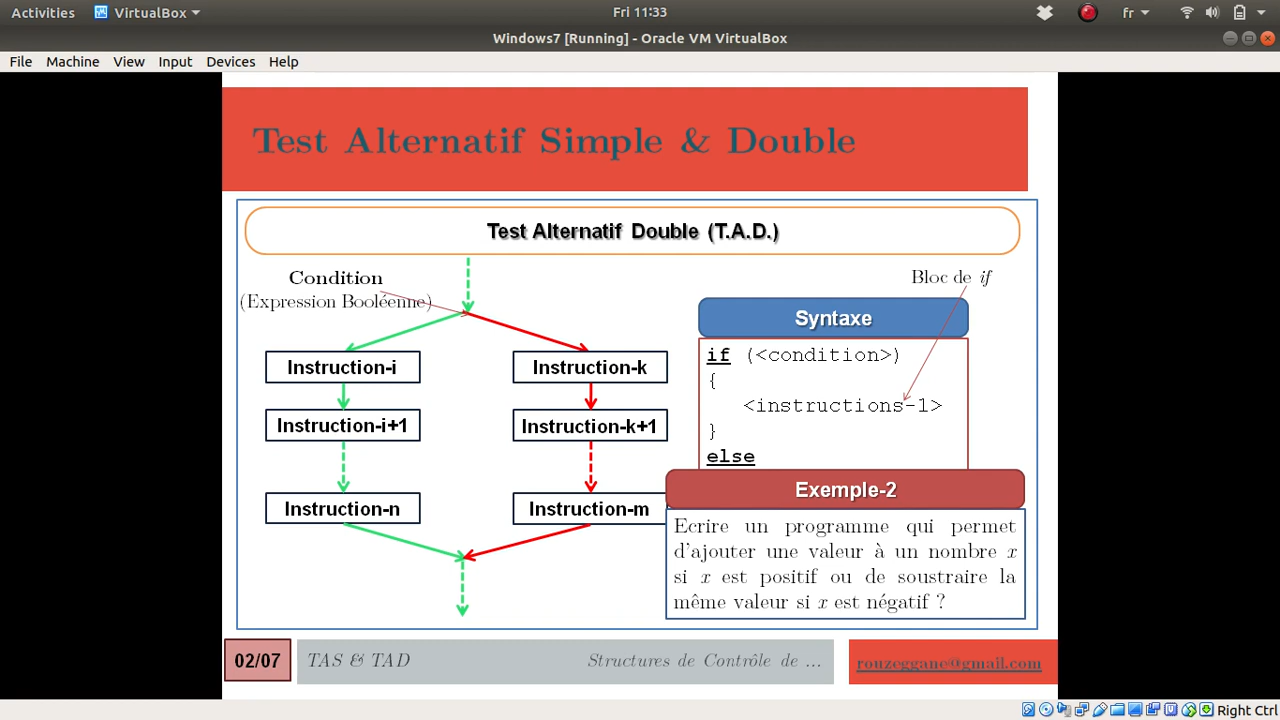 Activities VirtualBox Fri 11:33 fr
Windows7 [Running] - Oracle VM VirtualBox
File Machine View Input Devices Help
Test Alternatif Simple & Double
Test Alternatif Double (T.A.D.)
Condition
(Expression Booléenne)
Instruction-i
Instruction-i+1
Instruction-n
Instruction-k
Instruction-k+1
Instruction-m
Bloc de if
Syntaxe
if (<condition>)
{
<instructions-1>
}
else
Exemple-2
Ecrire un programme qui permet
d'ajouter une valeur à un nombre x
si x est positif ou de soustraire la
même valeur si x est négatif ?
02/07 TAS & TAD Structures de Contrôle de ... rouzeggane@gmail.com
Right Ctrl